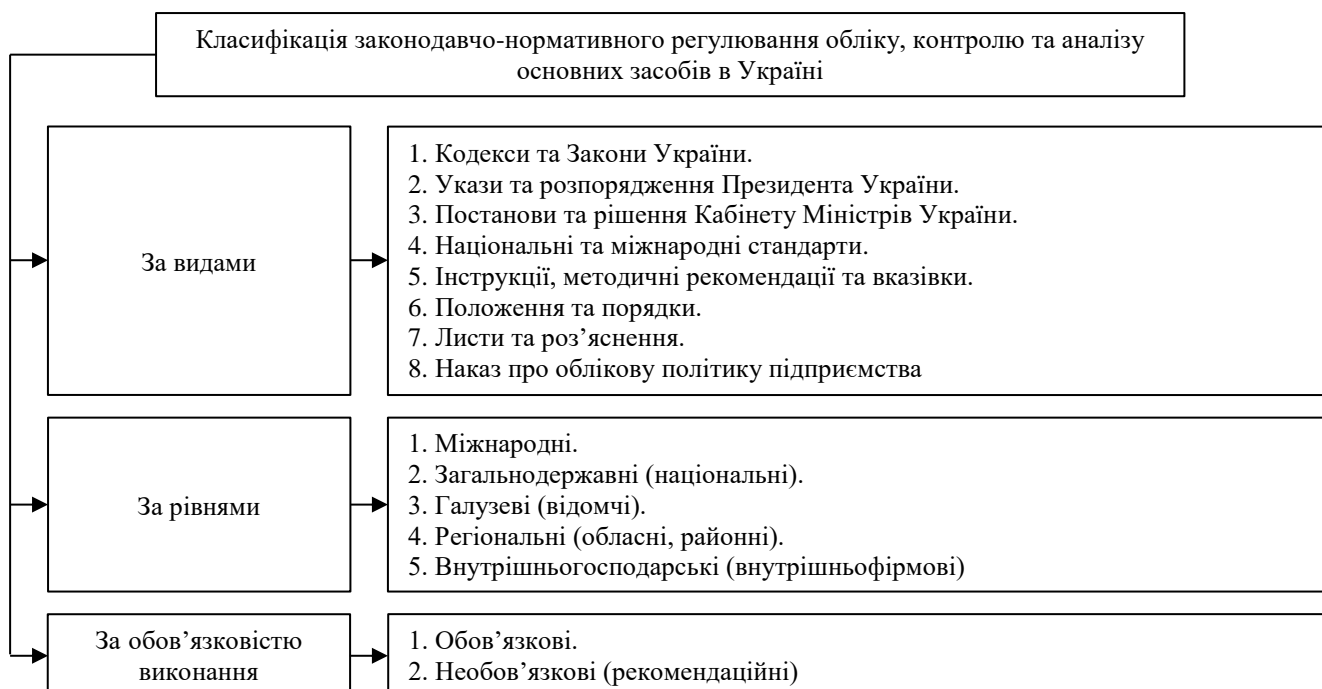 Класифікація законодавчо-нормативного регулювання обліку, контролю та аналізу
основних засобів в Україні
За видами
1. Кодекси та Закони України.
2. Укази та розпорядження Президента України.
3. Постанови та рішення Кабінету Міністрів України.
4. Національні та міжнародні стандарти.
5. Інструкції, методичні рекомендації та вказівки.
6. Положення та порядки.
7. Листи та роз’яснення.
8. Наказ про облікову політику підприємства
За рівнями
1. Міжнародні.
2. Загальнодержавні (національні).
3. Галузеві (відомчі).
4. Регіональні (обласні, районні).
5. Внутрішньогосподарські (внутрішньофірмові)
За обов’язковістю
виконання
1. Обов’язкові.
2. Необов’язкові (рекомендаційні)